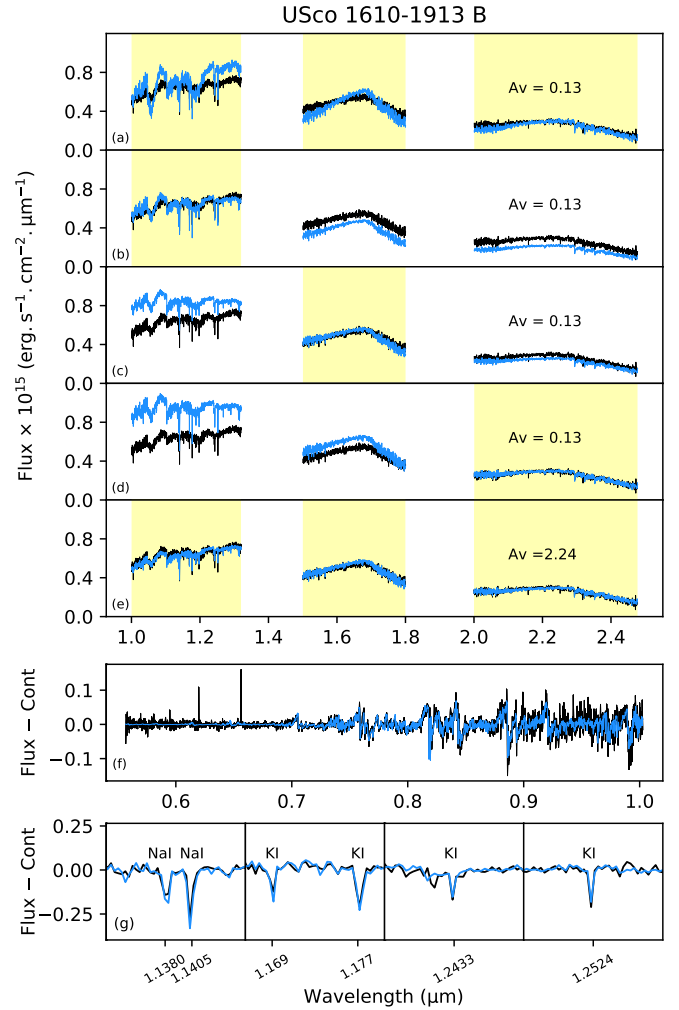 USco 1610-1913 B
0.8
0.4
0.0
Av = 0.13
(a)
0.8
0.4
0.0
Av = 0.13
(b)
0.8
0.4
0.0
Av = 0.13
(c)
0.8
0.4
0.0
Av = 0.13
(d)
0.8
0.4
0.0
Av =2.24
(e)
Flux × 10¹⁵ (erg.s⁻¹.cm⁻².μm⁻¹)
1.0 1.2 1.4 1.6 1.8 2.0 2.2 2.4
Flux − Cont
0.1
0.0
−0.1
(f)
0.6 0.7 0.8 0.9 1.0
Flux − Cont
0.25
0.00
−0.25
NaI NaI KI KI KI KI
(g)
1.1380 1.1405 1.169 1.177 1.2433 1.2524
Wavelength (μm)